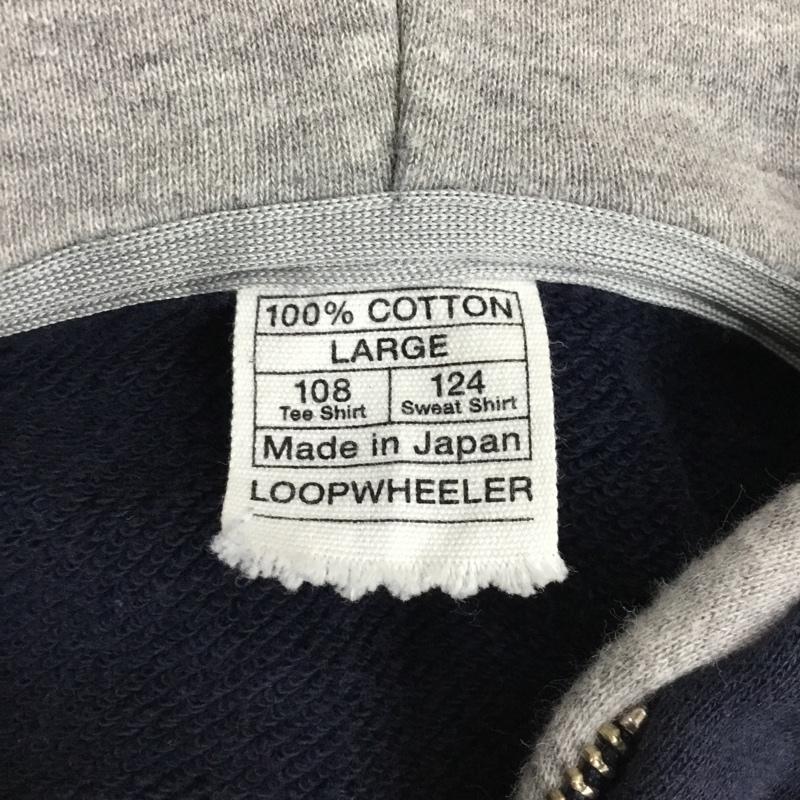 100% COTTON
LARGE
108 124
Tee Shirt Sweat Shirt
Made in Japan
LOOPWHEELER